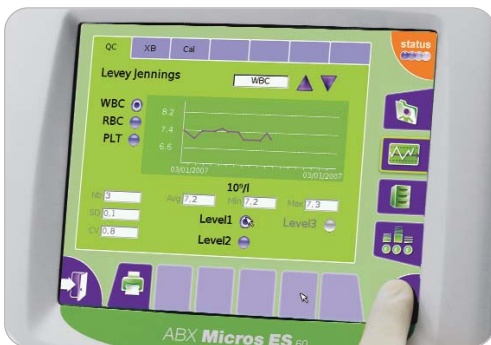 QC XB Cal
status
Levey Jennings WBC
WBC
RBC
PLT
8.2
7.4
6.6
03/01/2007 03/01/2007
10⁹/l
Nb 3 Avg 7.2 Min 7.2 Max 7.3
SD 0.1 Level1 Level3
CV 0.8 Level2
ABX Micros ES 60